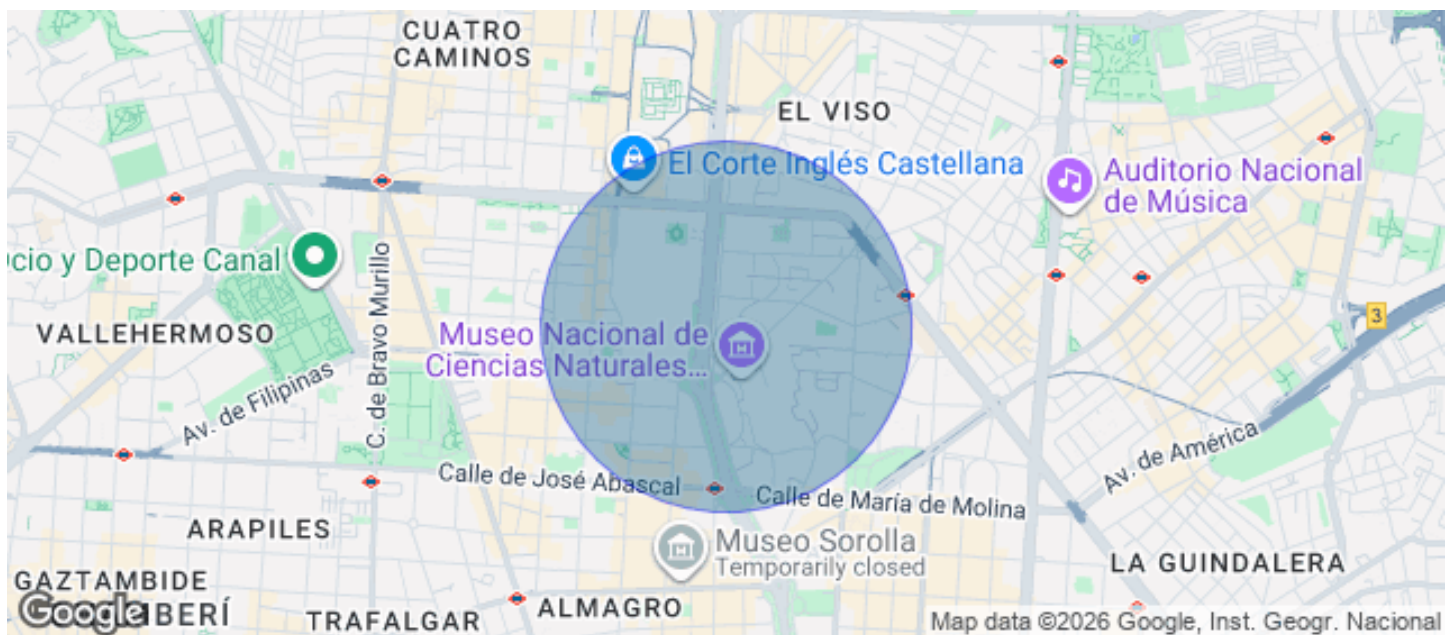 CUATRO
CAMINOS
EL VISO
El Corte Inglés Castellana
Auditorio Nacional
de Música
cio y Deporte Canal
C. de Bravo Murillo
VALLEHERMOSO
3
Museo Nacional de
Ciencias Naturales...
Av. de Filipinas
Av. de América
Calle de José Abascal
Calle de María de Molina
ARAPILES
Museo Sorolla
Temporarily closed
LA GUINDALERA
GAZTAMBIDE
Google
BERÍ
TRAFALGAR
ALMAGRO
Map data ©2026 Google, Inst. Geogr. Nacional